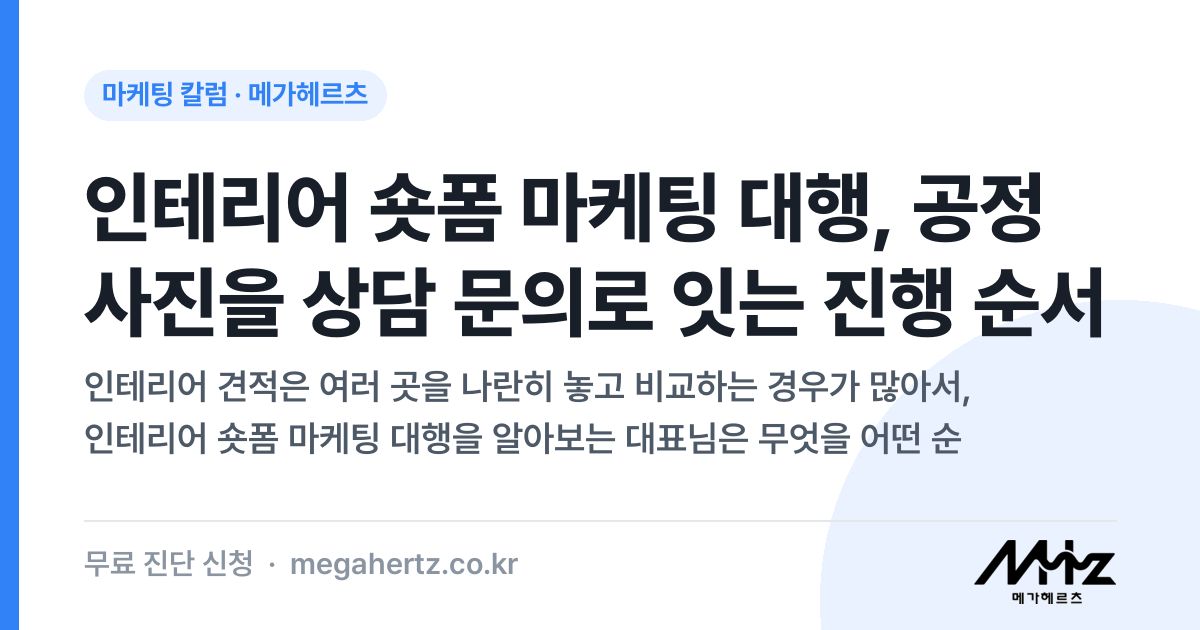 마케팅 칼럼 · 메가헤르츠
인테리어 숏폼 마케팅 대행, 공정
사진을 상담 문의로 잇는 진행 순서
인테리어 견적은 여러 곳을 나란히 놓고 비교하는 경우가 많아서,
인테리어 숏폼 마케팅 대행을 알아보는 대표님은 무엇을 어떤 순
무료 진단 신청 · megahertz.co.kr
MHz
메가헤르츠